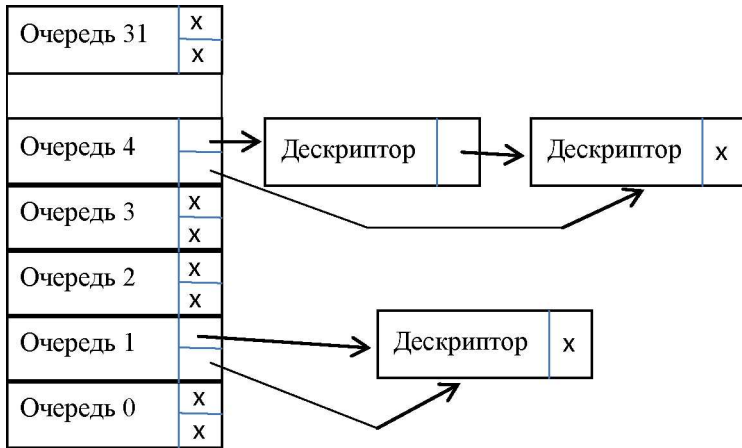 Очередь 31 x
x
Очередь 4 Дескриптор Дескриптор x
Очередь 3 x
x
Очередь 2 x
x
Очередь 1 Дескриптор x
Очередь 0 x
x